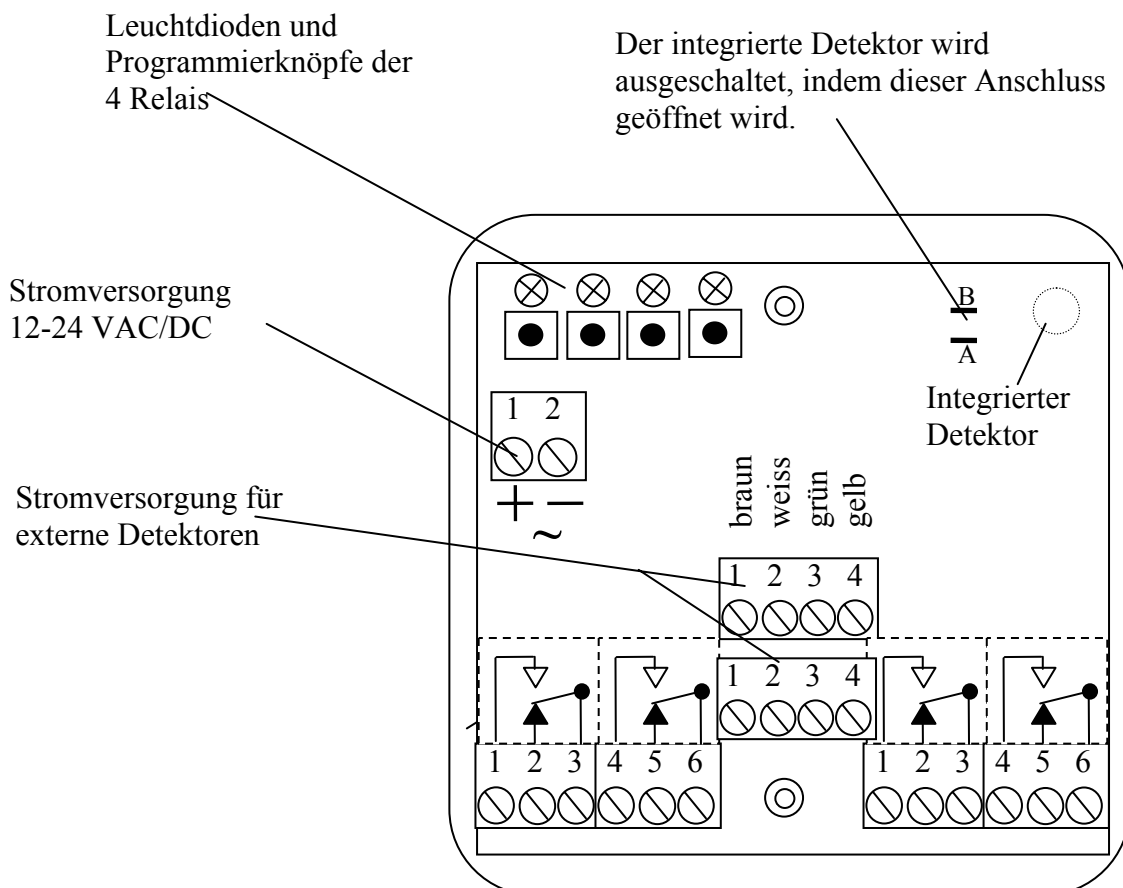 Leuchtdioden und
Programmierknöpfe der
4 Relais
Der integrierte Detektor wird
ausgeschaltet, indem dieser Anschluss
geöffnet wird.
Stromversorgung
12-24 VAC/DC
B
A
Integrierter
Detektor
1 2
+ −
~
Stromversorgung für
externe Detektoren
braun
weiss
grün
gelb
1 2 3 4
1 2 3 4
1 2 3 4 5 6
1 2 3 4 5 6